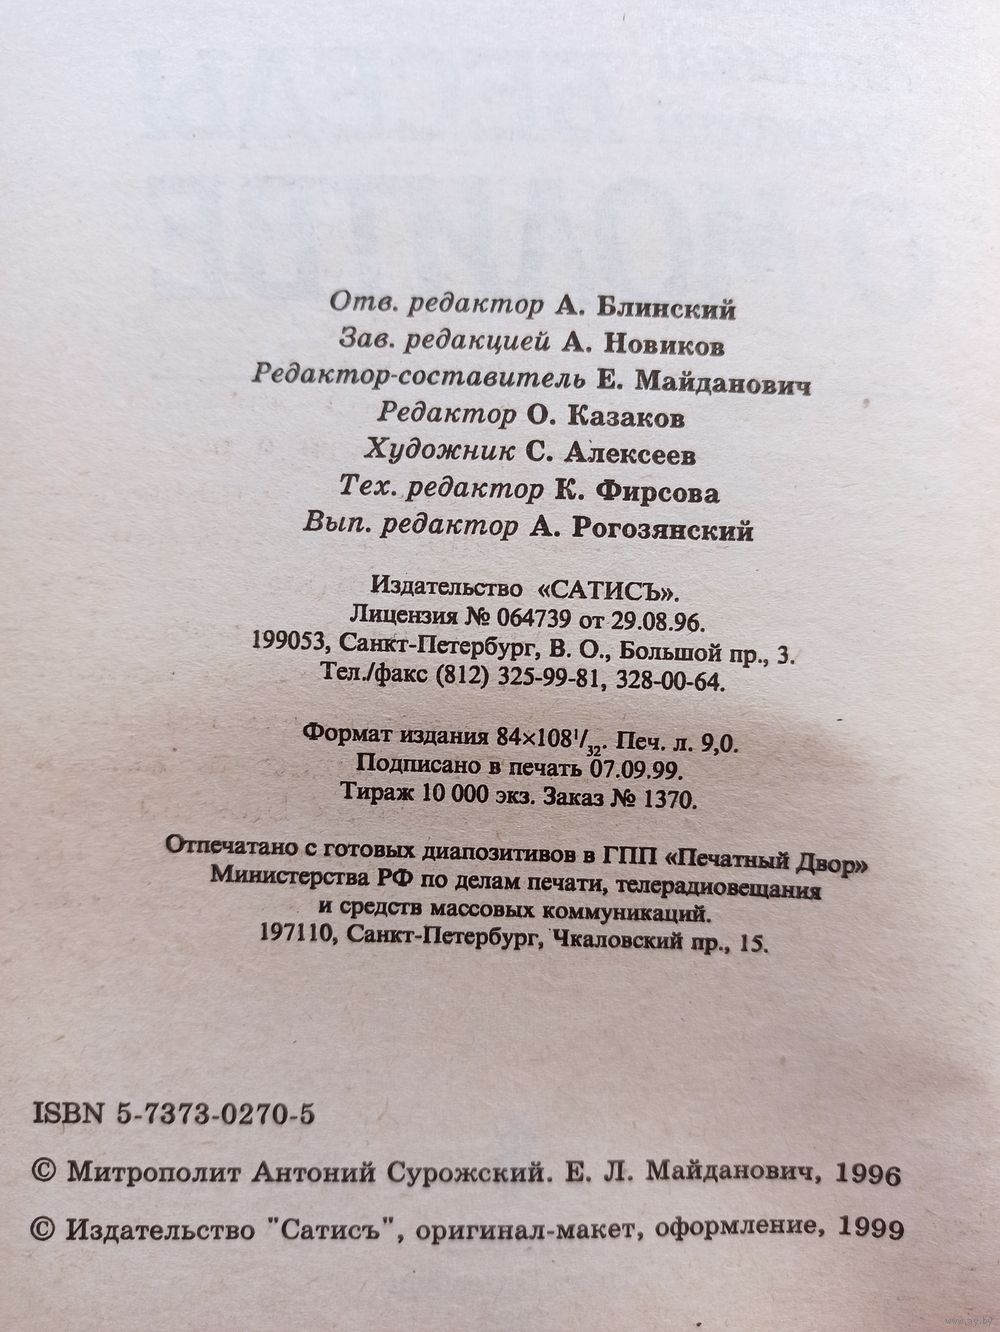 Отв. редактор А. Блинский
Зав. редакцией А. Новиков
Редактор-составитель Е. Майданович
Редактор О. Казаков
Художник С. Алексеев
Тех. редактор К. Фирсова
Вып. редактор А. Рогозянский
Издательство «САТИСЪ».
Лицензия № 064739 от 29.08.96.
199053, Санкт-Петербург, В. О., Большой пр., 3.
Тел./факс (812) 325-99-81, 328-00-64.
Формат издания 84×108¹/₃₂. Печ. л. 9,0.
Подписано в печать 07.09.99.
Тираж 10 000 экз. Заказ № 1370.
Отпечатано с готовых диапозитивов в ГПП «Печатный Двор»
Министерства РФ по делам печати, телерадиовещания
и средств массовых коммуникаций.
197110, Санкт-Петербург, Чкаловский пр., 15.
ISBN 5-7373-0270-5
© Митрополит Антоний Сурожский. Е. Л. Майданович, 1996
© Издательство "Сатисъ", оригинал-макет, оформление, 1999
www.ay.by